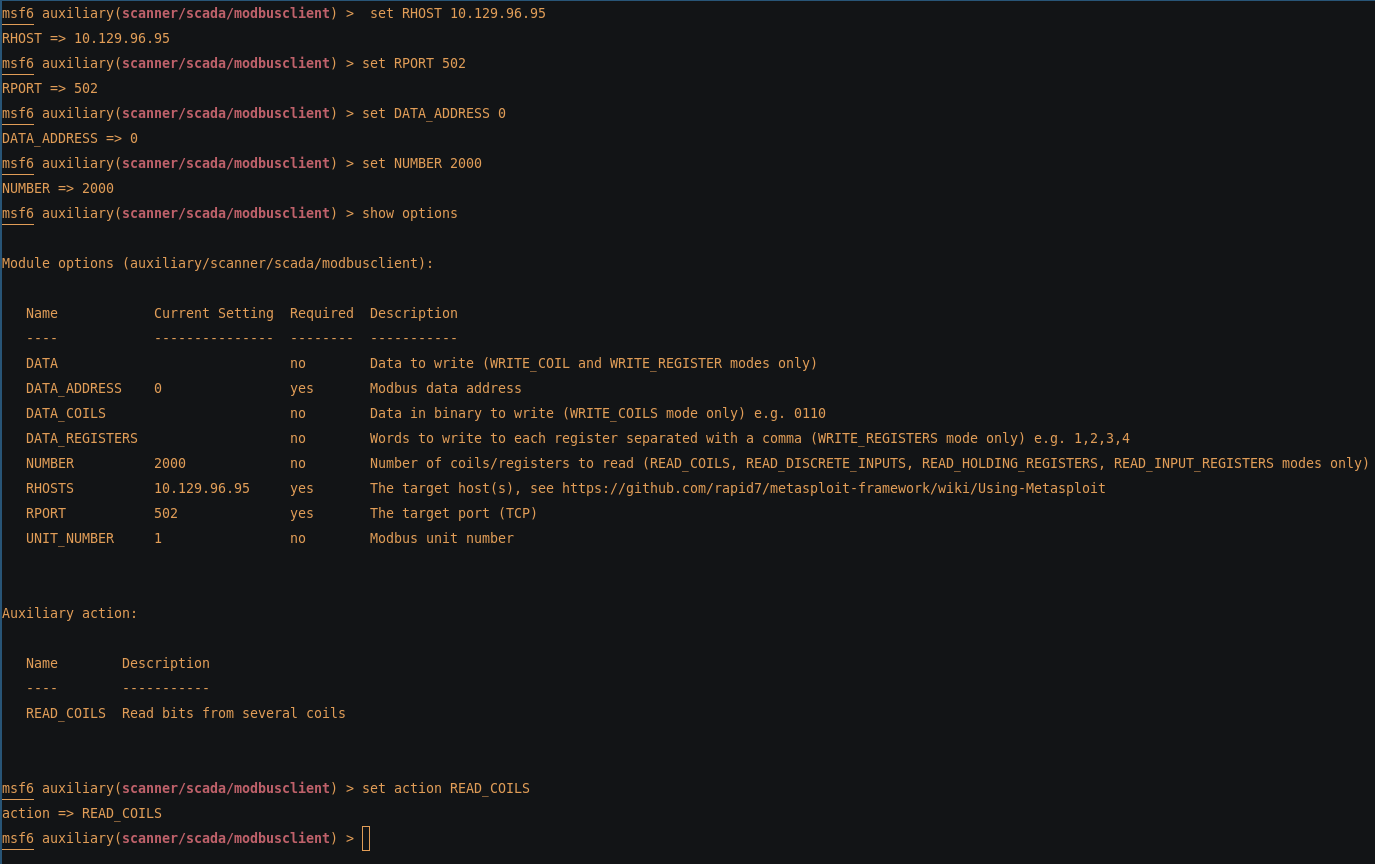 msf6 auxiliary(scanner/scada/modbusclient) >  set RHOST 10.129.96.95
RHOST => 10.129.96.95
msf6 auxiliary(scanner/scada/modbusclient) > set RPORT 502
RPORT => 502
msf6 auxiliary(scanner/scada/modbusclient) > set DATA_ADDRESS 0
DATA_ADDRESS => 0
msf6 auxiliary(scanner/scada/modbusclient) > set NUMBER 2000
NUMBER => 2000
msf6 auxiliary(scanner/scada/modbusclient) > show options
Module options (auxiliary/scanner/scada/modbusclient):
Name            Current Setting  Required  Description
----            ---------------  --------  -----------
DATA                             no        Data to write (WRITE_COIL and WRITE_REGISTER modes only)
DATA_ADDRESS    0                yes       Modbus data address
DATA_COILS                       no        Data in binary to write (WRITE_COILS mode only) e.g. 0110
DATA_REGISTERS                   no        Words to write to each register separated with a comma (WRITE_REGISTERS mode only) e.g. 1,2,3,4
NUMBER          2000             no        Number of coils/registers to read (READ_COILS, READ_DISCRETE_INPUTS, READ_HOLDING_REGISTERS, READ_INPUT_REGISTERS modes only)
RHOSTS          10.129.96.95     yes       The target host(s), see https://github.com/rapid7/metasploit-framework/wiki/Using-Metasploit
RPORT           502              yes       The target port (TCP)
UNIT_NUMBER     1                no        Modbus unit number
Auxiliary action:
Name        Description
----        -----------
READ_COILS  Read bits from several coils
msf6 auxiliary(scanner/scada/modbusclient) > set action READ_COILS
action => READ_COILS
msf6 auxiliary(scanner/scada/modbusclient) >